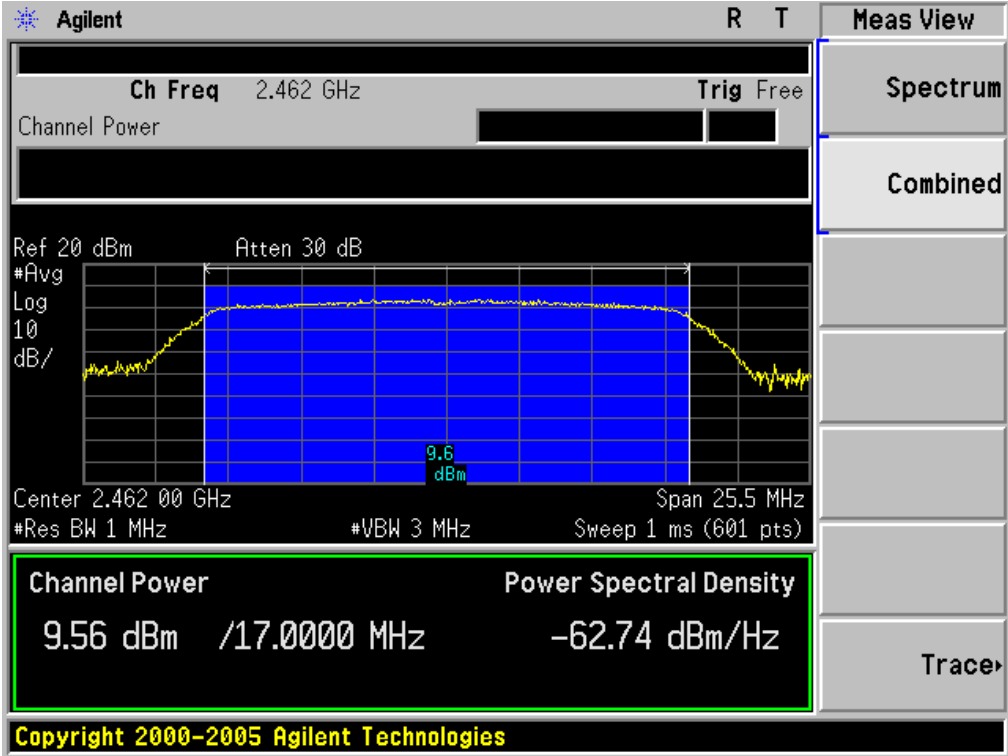 Agilent R T Meas View
Ch Freq 2.462 GHz Trig Free
Channel Power
Spectrum
Combined
Ref 20 dBm Atten 30 dB
#Avg
Log
10
dB/
9.6
dBm
Center 2.462 00 GHz Span 25.5 MHz
#Res BW 1 MHz #VBW 3 MHz Sweep 1 ms (601 pts)
Channel Power Power Spectral Density
9.56 dBm /17.0000 MHz -62.74 dBm/Hz
Trace
Copyright 2000-2005 Agilent Technologies